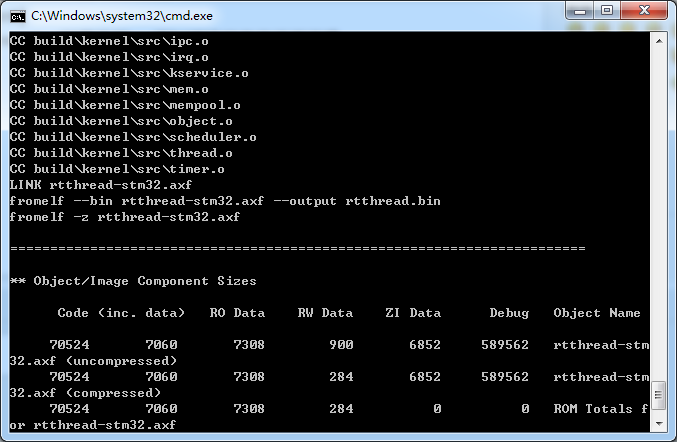 C:\Windows\system32\cmd.exe
CC build\kernel\src\ipc.o
CC build\kernel\src\irq.o
CC build\kernel\src\kservice.o
CC build\kernel\src\mem.o
CC build\kernel\src\mempool.o
CC build\kernel\src\object.o
CC build\kernel\src\scheduler.o
CC build\kernel\src\thread.o
CC build\kernel\src\timer.o
LINK rtthread-stm32.axf
fromelf --bin rtthread-stm32.axf --output rtthread.bin
fromelf -z rtthread-stm32.axf
========================================================================
** Object/Image Component Sizes
      Code (inc. data)   RO Data    RW Data    ZI Data      Debug   Object Name
     70524       7060       7308        900       6852     589562   rtthread-stm
32.axf (uncompressed)
     70524       7060       7308        284       6852     589562   rtthread-stm
32.axf (compressed)
     70524       7060       7308        284          0          0   ROM Totals f
or rtthread-stm32.axf